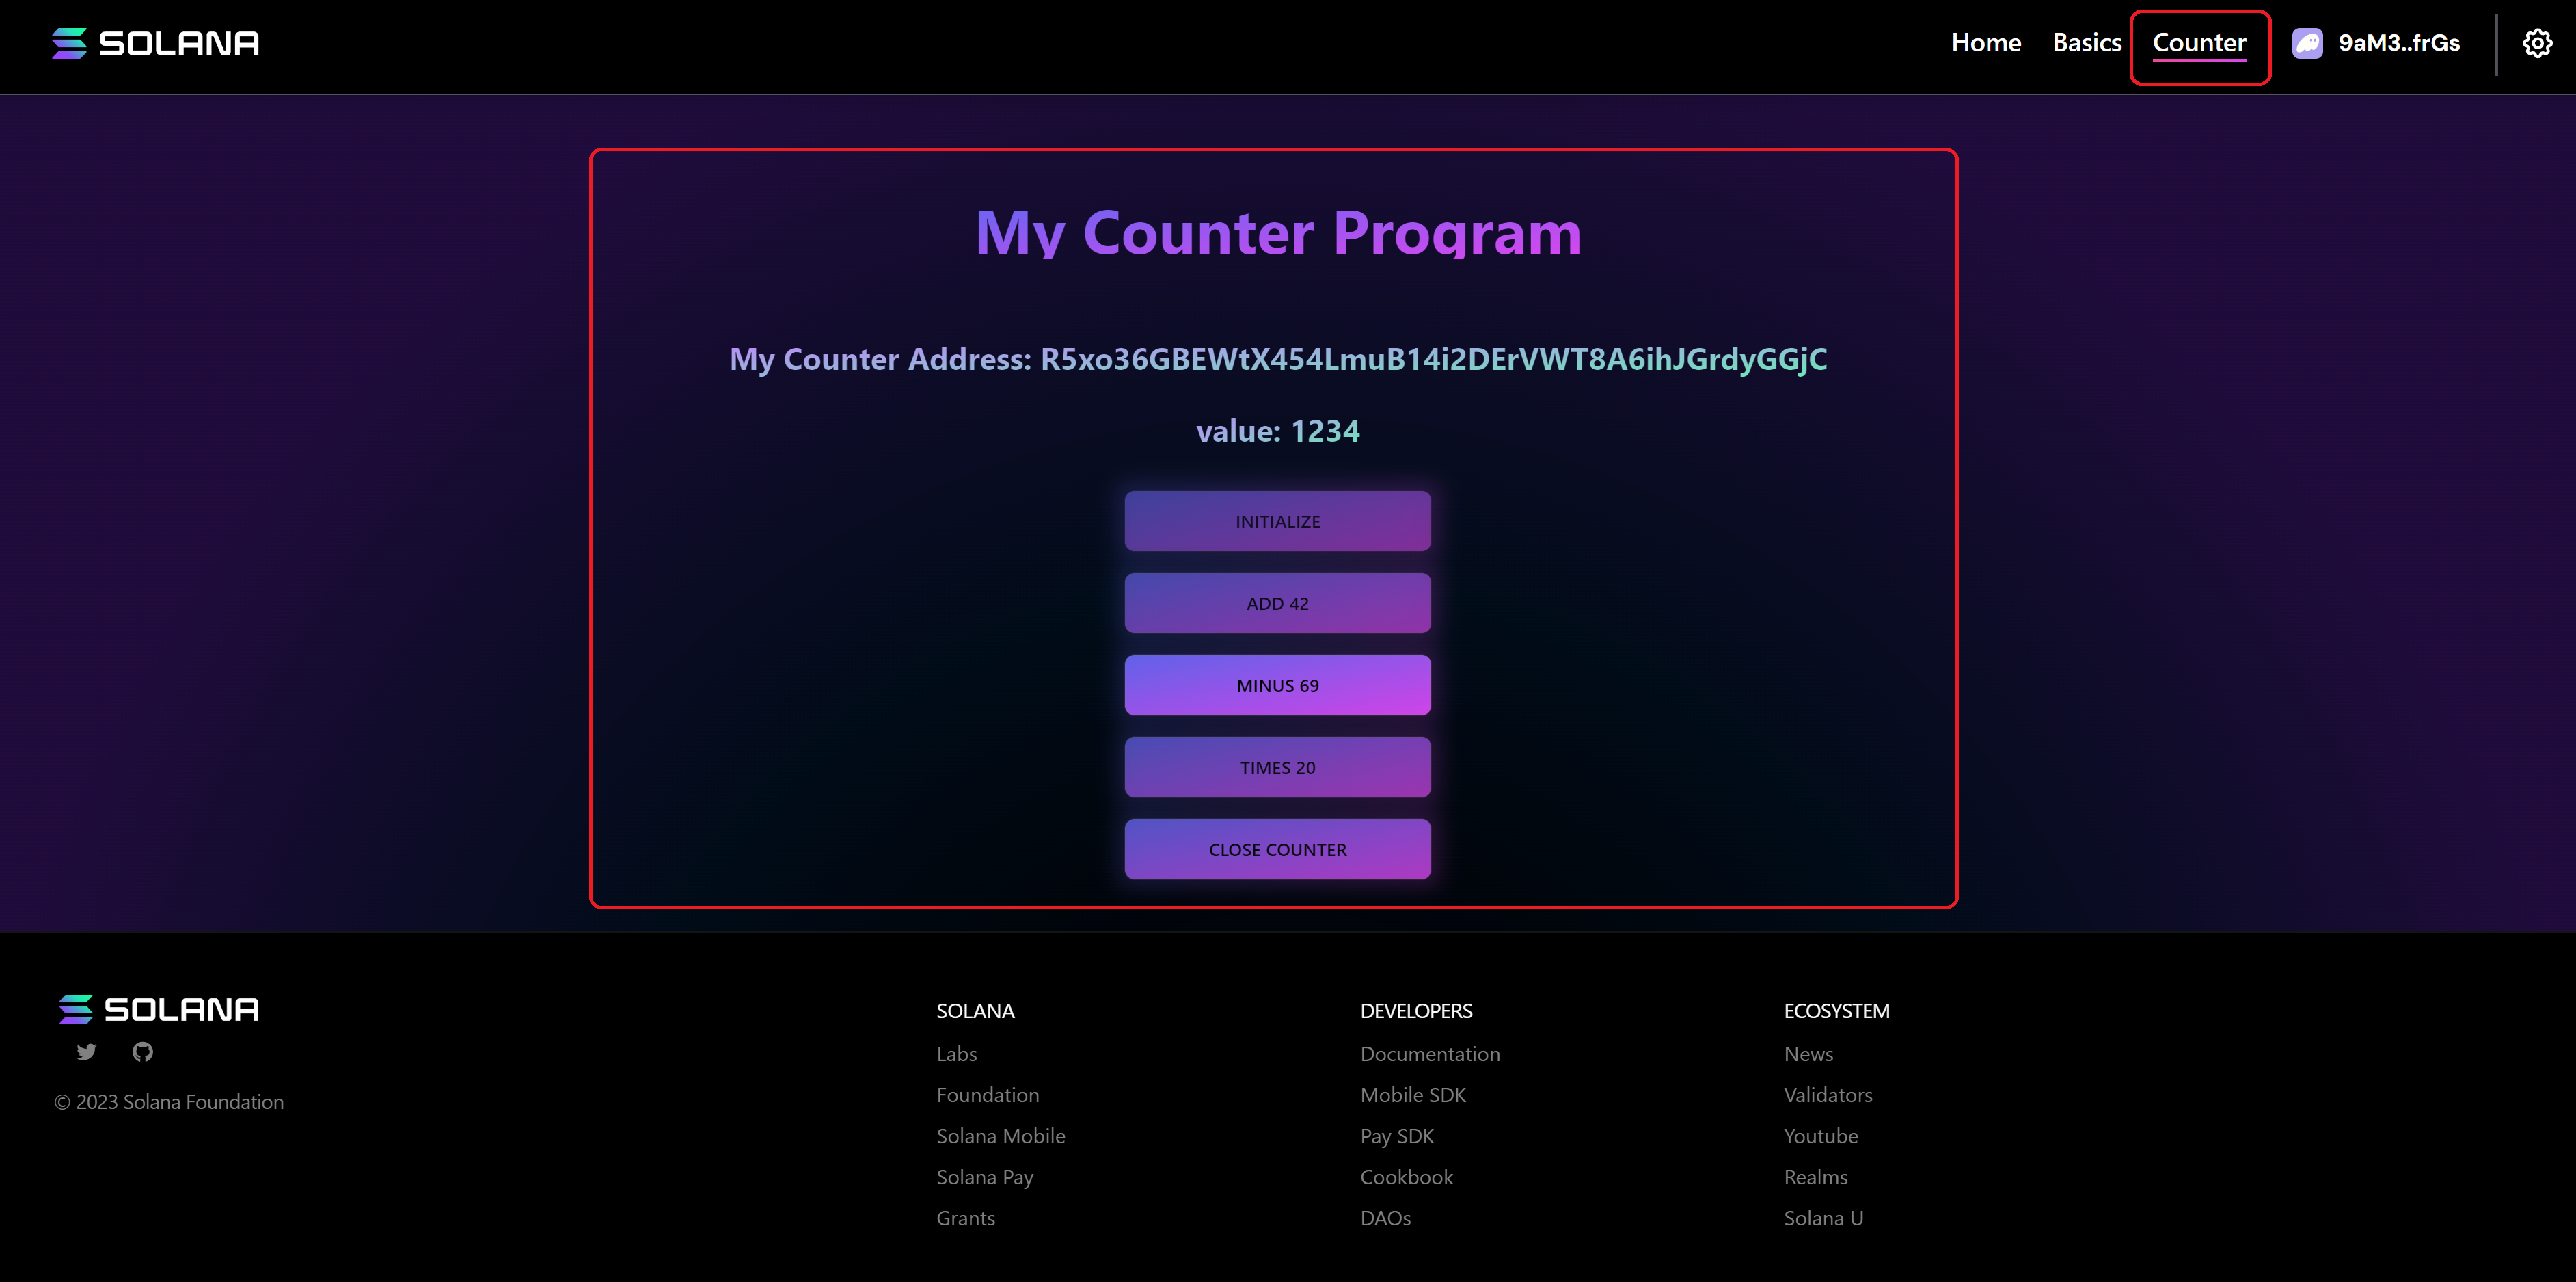 SOLANA
Home Basics Counter 9aM3..frGs
My Counter Program
My Counter Address: R5xo36GBEWtX454LmuB14i2DErVWT8A6ihJGrdyGGjC
value: 1234
INITIALIZE
ADD 42
MINUS 69
TIMES 20
CLOSE COUNTER
SOLANA
© 2023 Solana Foundation
SOLANA
Labs
Foundation
Solana Mobile
Solana Pay
Grants
DEVELOPERS
Documentation
Mobile SDK
Pay SDK
Cookbook
DAOs
ECOSYSTEM
News
Validators
Youtube
Realms
Solana U